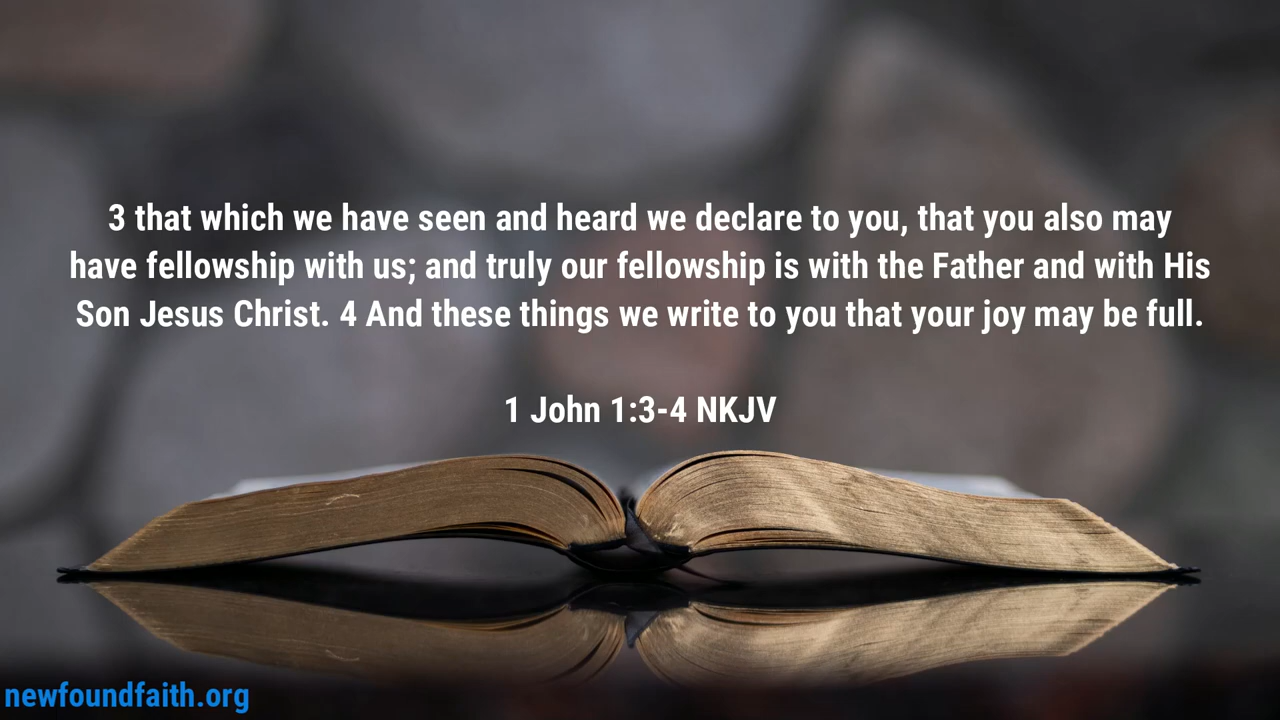 3 that which we have seen and heard we declare to you, that you also may
have fellowship with us; and truly our fellowship is with the Father and with His
Son Jesus Christ. 4 And these things we write to you that your joy may be full.
1 John 1:3-4 NKJV
newfoundfaith.org